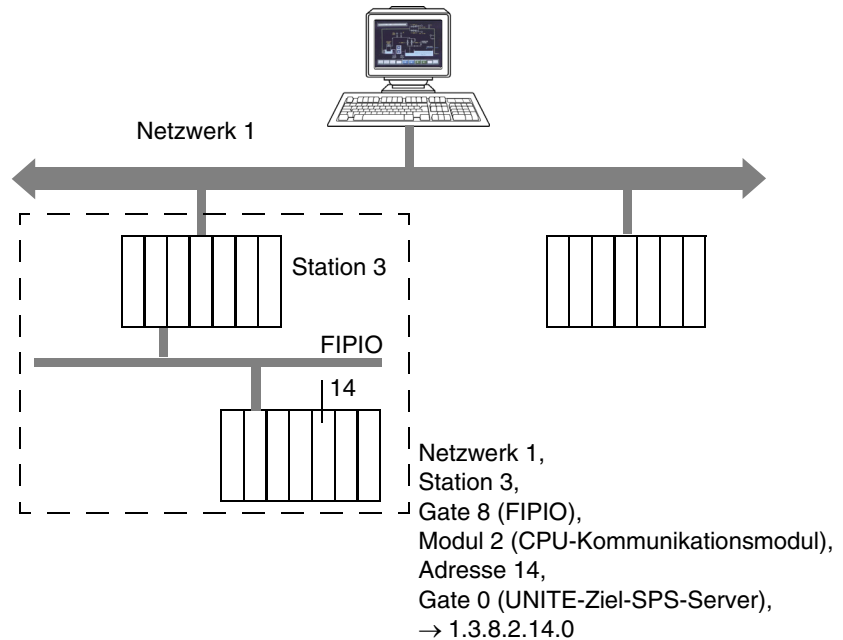 Netzwerk 1
Station 3
FIPIO
14
Netzwerk 1,
Station 3,
Gate 8 (FIPIO),
Modul 2 (CPU-Kommunikationsmodul),
Adresse 14,
Gate 0 (UNITE-Ziel-SPS-Server),
→ 1.3.8.2.14.0